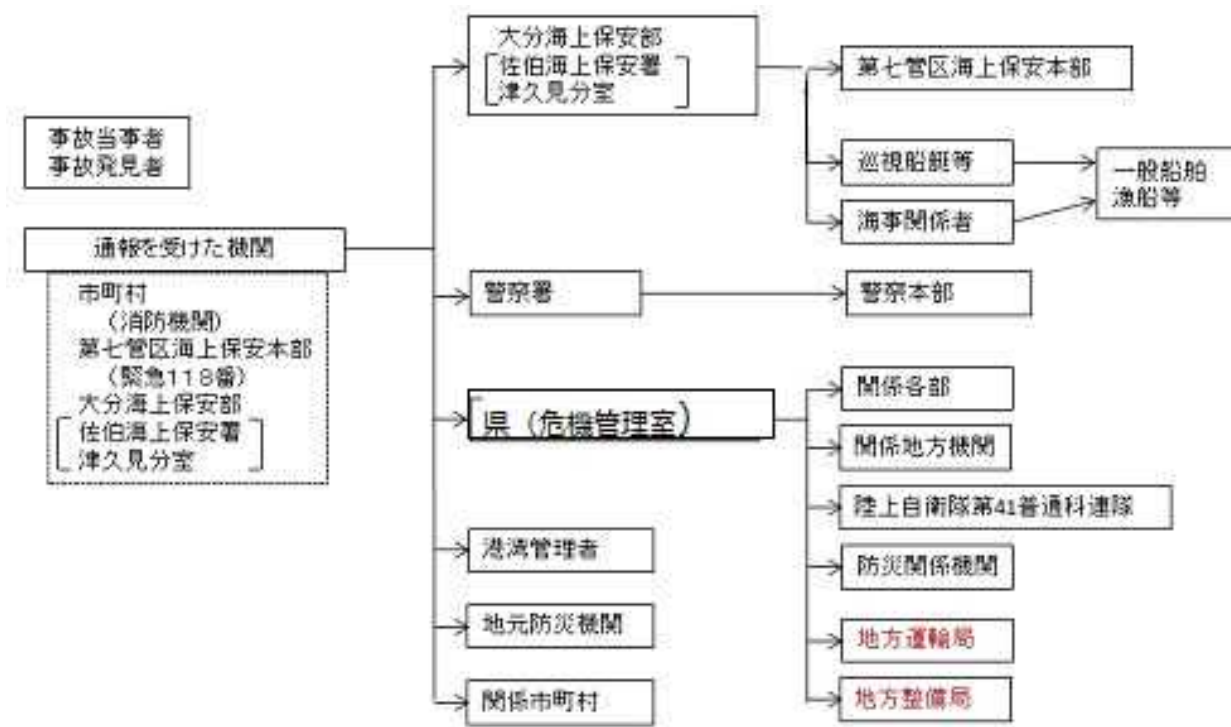 事故当事者
事故発見者
通報を受けた機関
市町村
(消防機関)
第七管区海上保安本部
(緊急118番)
大分海上保安部
佐伯海上保安署
津久見分室
大分海上保安部
佐伯海上保安署
津久見分室
第七管区海上保安本部
巡視船艇等
海事関係者
一般船舶
漁船等
警察署
警察本部
県(危機管理室)
関係各部
関係地方機関
陸上自衛隊第41普通科連隊
防災関係機関
地方運輸局
地方整備局
港湾管理者
地元防災機関
関係市町村